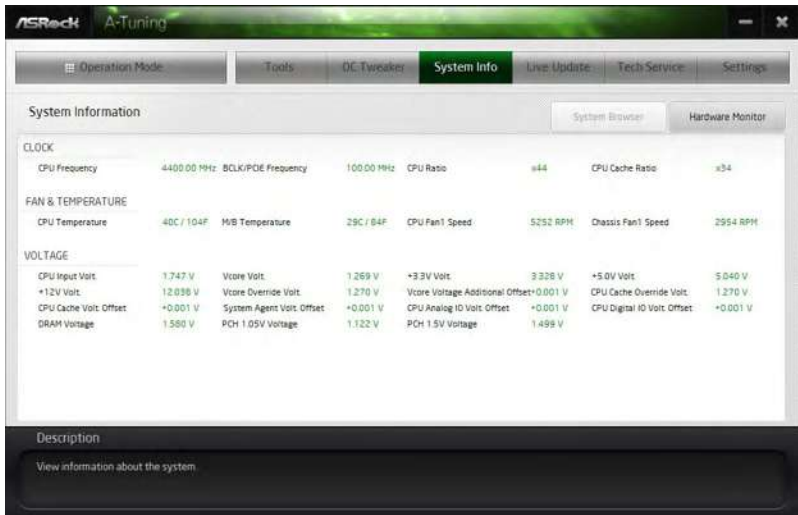 ASRock A-Tuning
Operation Mode Tools OC Tweaker System Info Live Update Tech Service Settings
System Information System Browser Hardware Monitor
CLOCK
CPU Frequency 4400.00 MHz BCLK/PCIE Frequency 100.00 MHz CPU Ratio x44 CPU Cache Ratio x34
FAN & TEMPERATURE
CPU Temperature 40C / 104F M/B Temperature 29C / 84F CPU Fan1 Speed 5252 RPM Chassis Fan1 Speed 2954 RPM
VOLTAGE
CPU Input Volt. 1.747 V Vcore Volt. 1.269 V +3.3V Volt. 3.328 V +5.0V Volt. 5.040 V
+12V Volt. 12.038 V Vcore Override Volt. 1.270 V Vcore Voltage Additional Offset +0.001 V CPU Cache Override Volt. 1.270 V
CPU Cache Volt. Offset +0.001 V System Agent Volt. Offset +0.001 V CPU Analog IO Volt. Offset +0.001 V CPU Digital IO Volt. Offset +0.001 V
DRAM Voltage 1.580 V PCH 1.05V Voltage 1.122 V PCH 1.5V Voltage 1.499 V
Description
View information about the system.